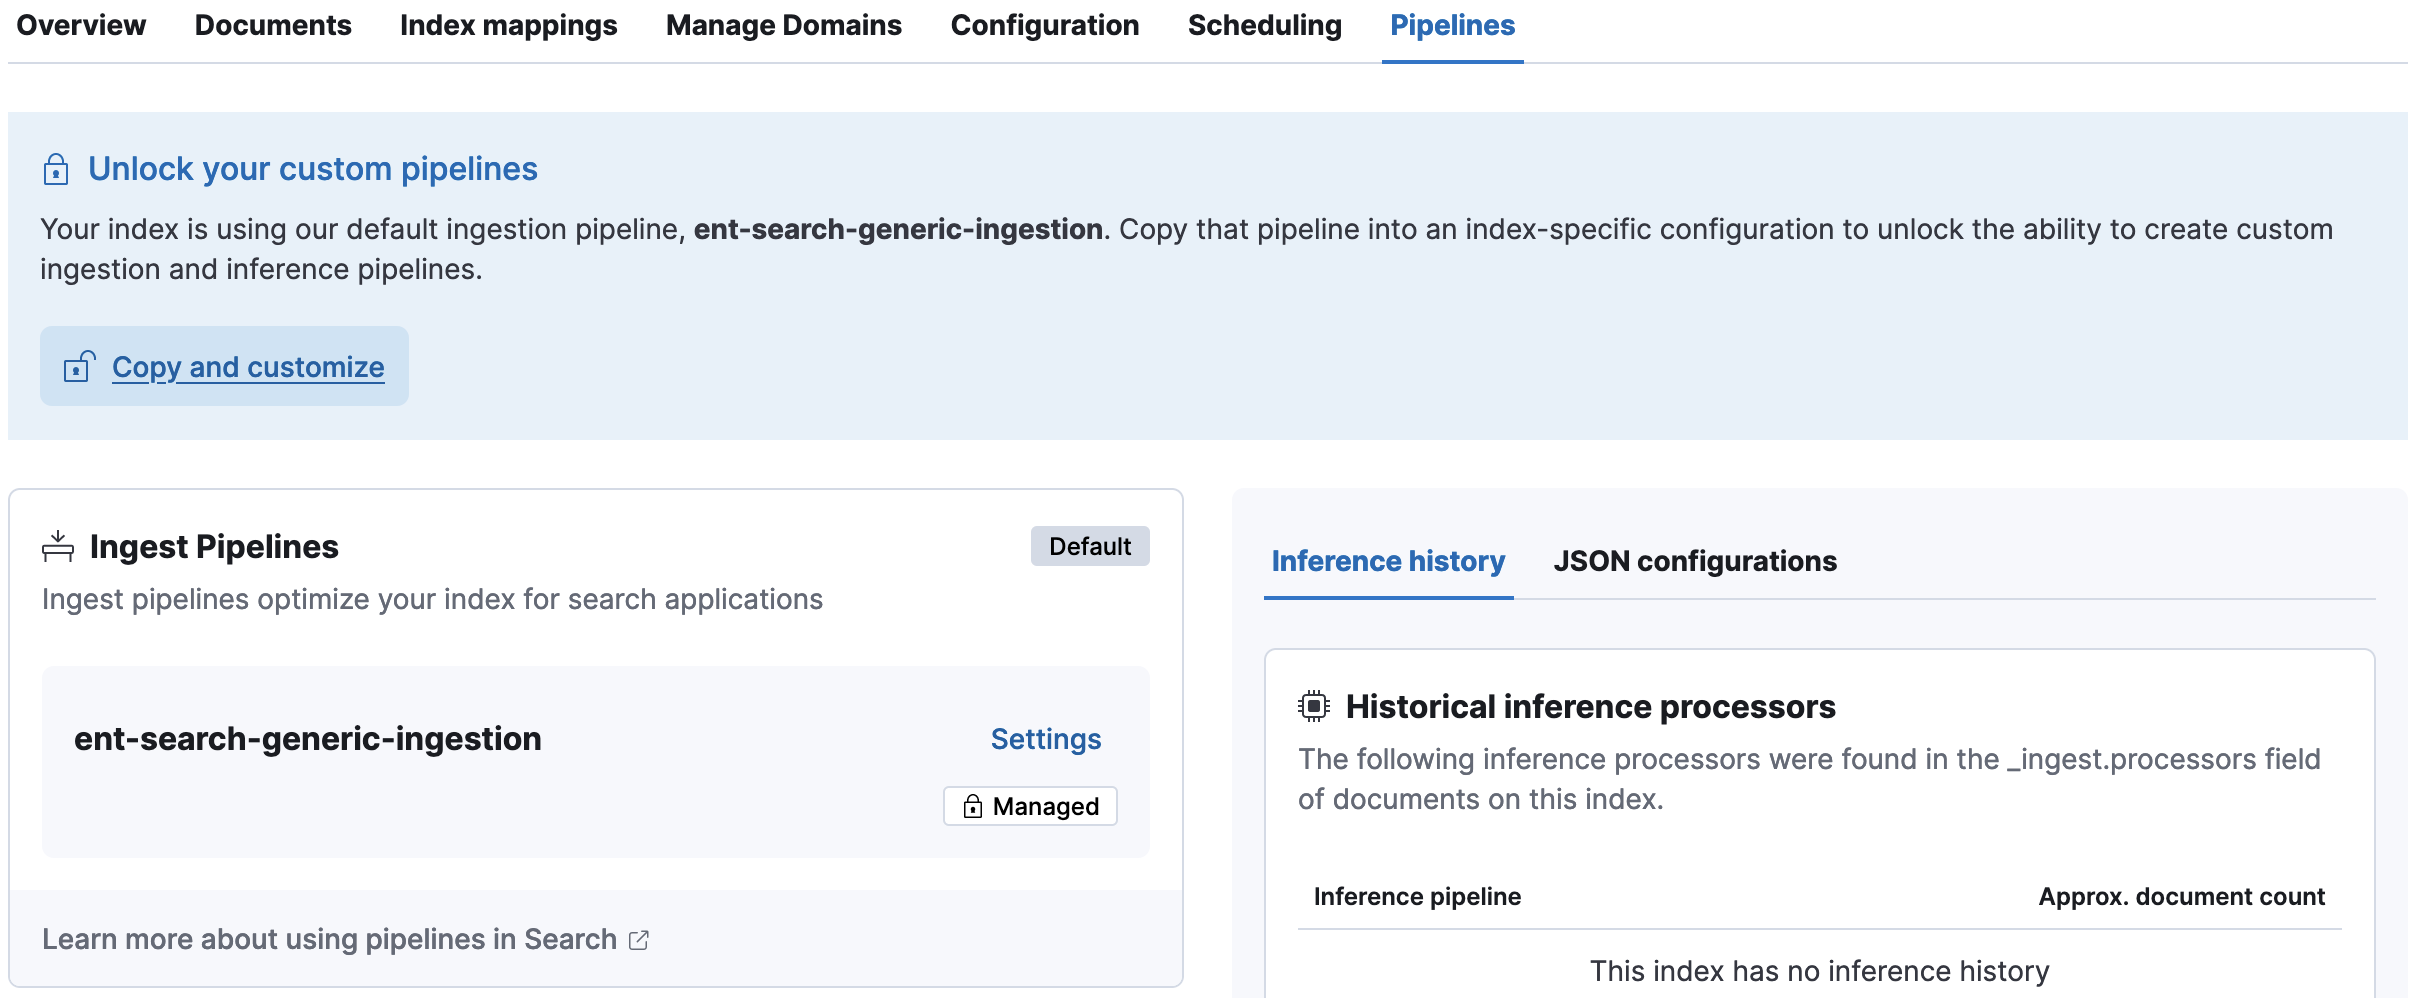 Overview Documents Index mappings Manage Domains Configuration Scheduling Pipelines
Unlock your custom pipelines
Your index is using our default ingestion pipeline, ent-search-generic-ingestion. Copy that pipeline into an index-specific configuration to unlock the ability to create custom
ingestion and inference pipelines.
Copy and customize
Ingest Pipelines
Default
Ingest pipelines optimize your index for search applications
ent-search-generic-ingestion
Settings
Managed
Learn more about using pipelines in Search
Inference history JSON configurations
Historical inference processors
The following inference processors were found in the _ingest.processors field
of documents on this index.
Inference pipeline Approx. document count
This index has no inference history